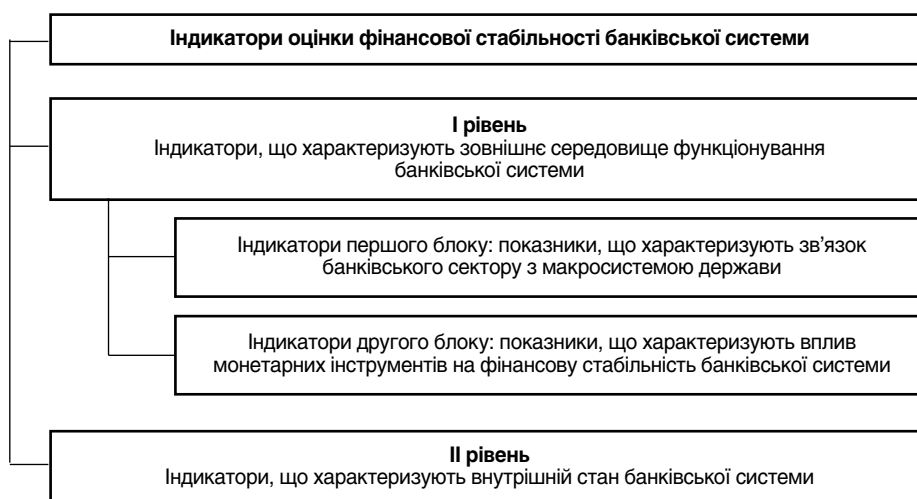 Індикатори оцінки фінансової стабільності банківської системи
І рівень
Індикатори, що характеризують зовнішнє середовище функціонування
банківської системи
Індикатори першого блоку: показники, що характеризують зв’язок
банківського сектору з макросистемою держави
Індикатори другого блоку: показники, що характеризують вплив
монетарних інструментів на фінансову стабільність банківської системи
ІІ рівень
Індикатори, що характеризують внутрішній стан банківської системи